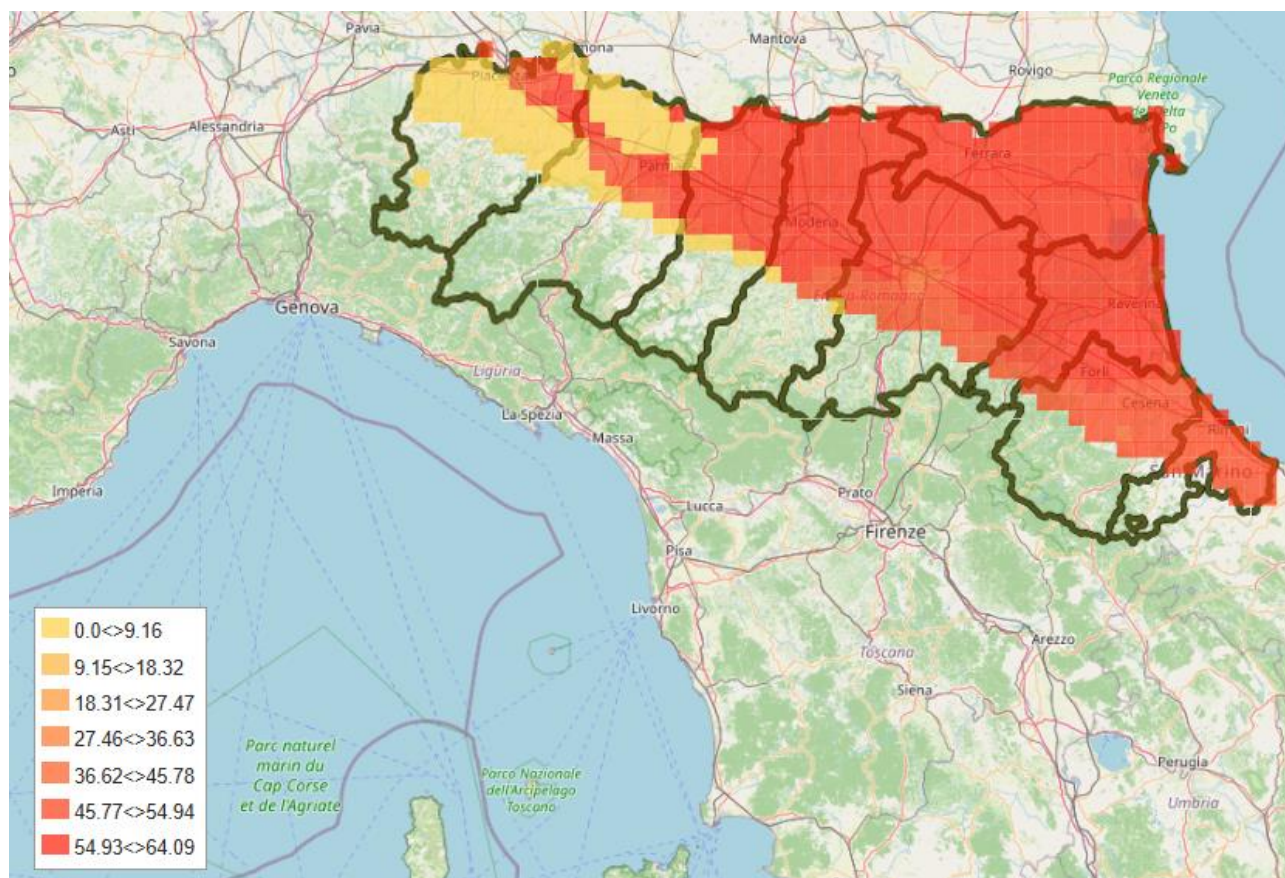 Pavia
Mantova
Rovigo
Parco Regionale
Veneto
Asti
Alessandria
Ferrara
Parma
Modena
Genova
Ravenna
Savona
Liguria
Forlì
Cesena
La Spezia
Massa
San Marino
Imperia
Prato
Lucca
Firenze
Pisa
Livorno
Arezzo
Toscana
Siena
Perugia
Umbria
Parc naturel
marin du
Cap Corse
et de l'Agriate
Parco Nazionale
dell'Arcipelago
Toscano
0.0<>9.16
9.15<>18.32
18.31<>27.47
27.46<>36.63
36.62<>45.78
45.77<>54.94
54.93<>64.09